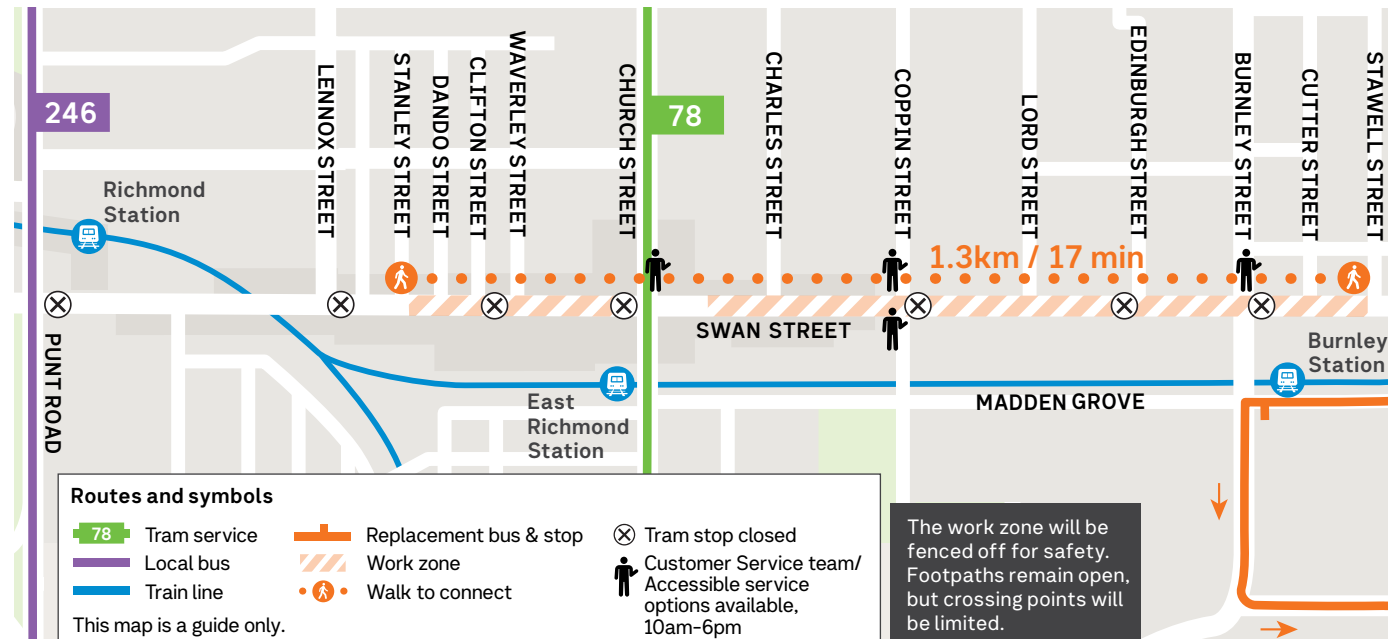 246
78
LENNOX STREET
STANLEY STREET
DANDO STREET
CLIFTON STREET
WAVERLEY STREET
CHURCH STREET
CHARLES STREET
COPPIN STREET
LORD STREET
EDINBURGH STREET
BURNLEY STREET
CUTTER STREET
STAWELL STREET
Richmond
Station
1.3km / 17 min
SWAN STREET
PUNT ROAD
Burnley
Station
East
Richmond
Station
MADDEN GROVE
Routes and symbols
78 Tram service
Local bus
Train line
This map is a guide only.
Replacement bus & stop
Work zone
Walk to connect
Tram stop closed
Customer Service team/
Accessible service
options available,
10am-6pm
The work zone will be
fenced off for safety.
Footpaths remain open,
but crossing points will
be limited.